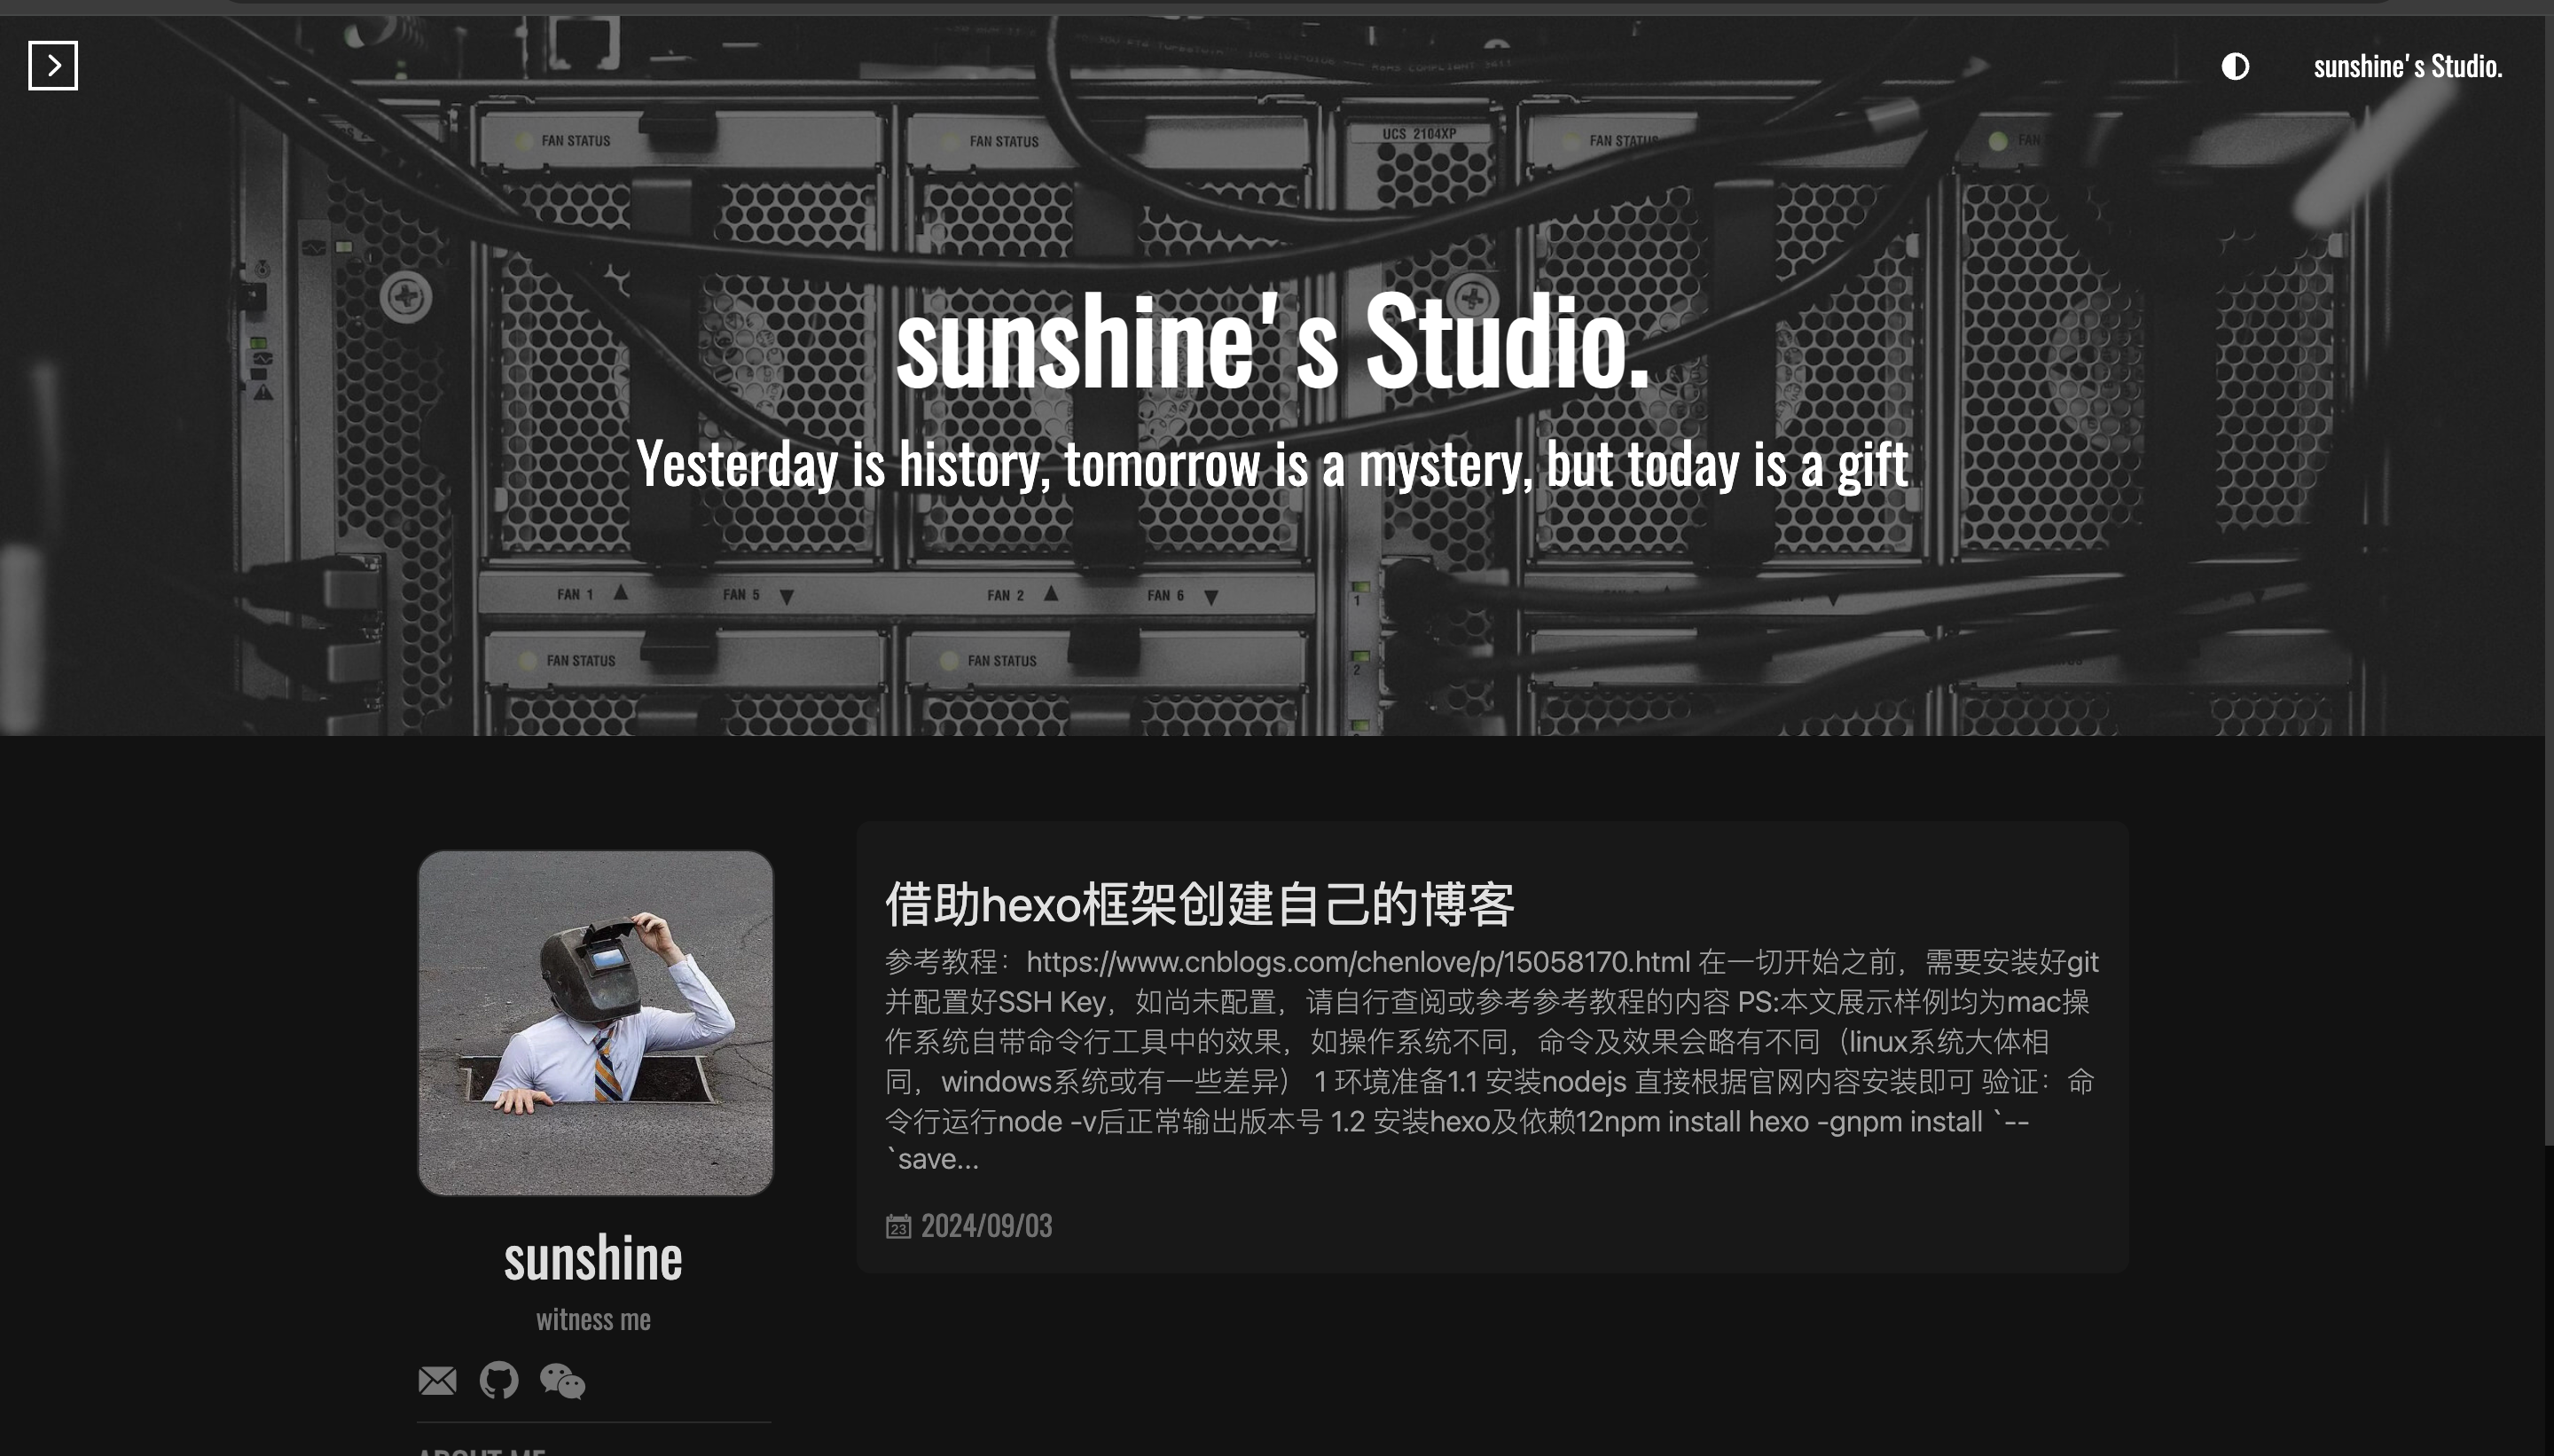 sunshine's Studio.
FAN STATUS
FAN STATUS
UCS 2104XP
FAN STATUS
FAN
sunshine's Studio.
Yesterday is history, tomorrow is a mystery, but today is a gift
FAN 1 ▲ FAN 5 ▼
FAN 2 ▲ FAN 6 ▼
1
FAN STATUS
FAN STATUS
2
借助hexo框架创建自己的博客
参考教程：https://www.cnblogs.com/chenlove/p/15058170.html 在一切开始之前，需要安装好git
并配置好SSH Key，如尚未配置，请自行查阅或参考参考教程的内容 PS:本文展示样例均为mac操
作系统自带命令行工具中的效果，如操作系统不同，命令及效果会略有不同（linux系统大体相
同，windows系统或有一些差异） 1 环境准备1.1 安装nodejs 直接根据官网内容安装即可 验证：命
令行运行node -v后正常输出版本号 1.2 安装hexo及依赖12npm install hexo -gnpm install `--
`save...
23 2024/09/03
sunshine
witness me
ABOUT ME